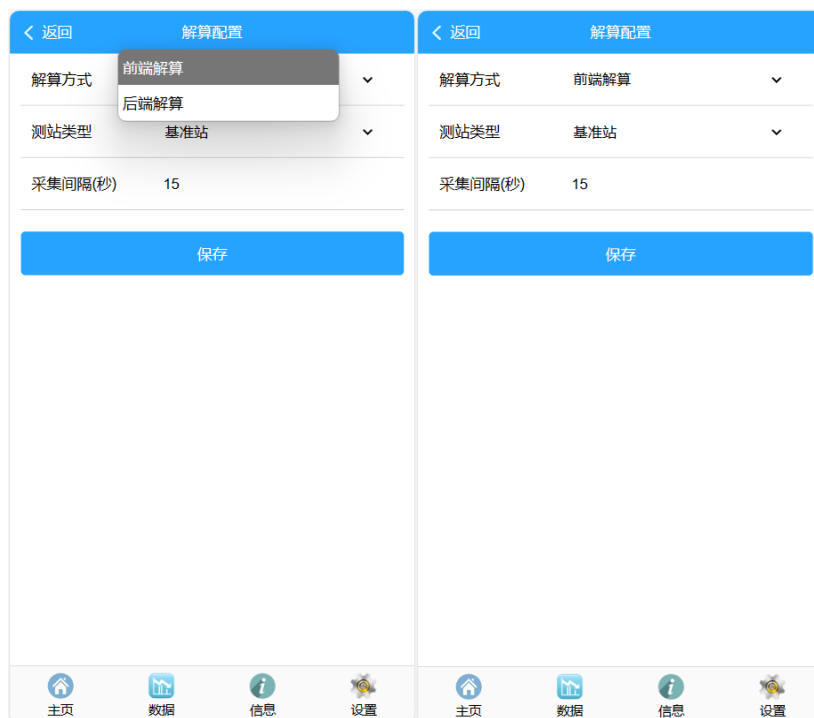 返回 解算配置
解算方式
前端解算
后端解算
测站类型 基准站
采集间隔(秒) 15
保存
主页 数据 信息 设置
返回 解算配置
解算方式 前端解算
测站类型 基准站
采集间隔(秒) 15
保存
主页 数据 信息 设置